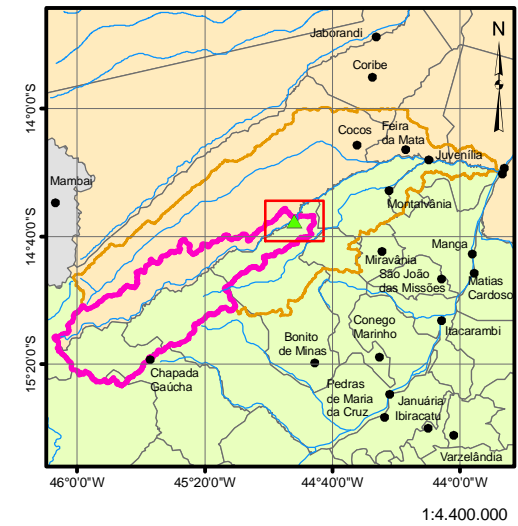 Jaborandi
N
Coribe
14°0'0"S
Cocos
Feira
da Mata
Juvenília
Mambaí
Montalvânia
14°40'0"S
Manga
Miravânia
São João
das Missões
Matias
Cardoso
Conego
Marinho
Itacarambi
Bonito
de Minas
15°20'0"S
Chapada
Gaúcha
Pedras
de Maria
da Cruz
Januária
Ibiracatu
Varzelândia
46°0'0"W
45°20'0"W
44°40'0"W
44°0'0"W
1:4.400.000